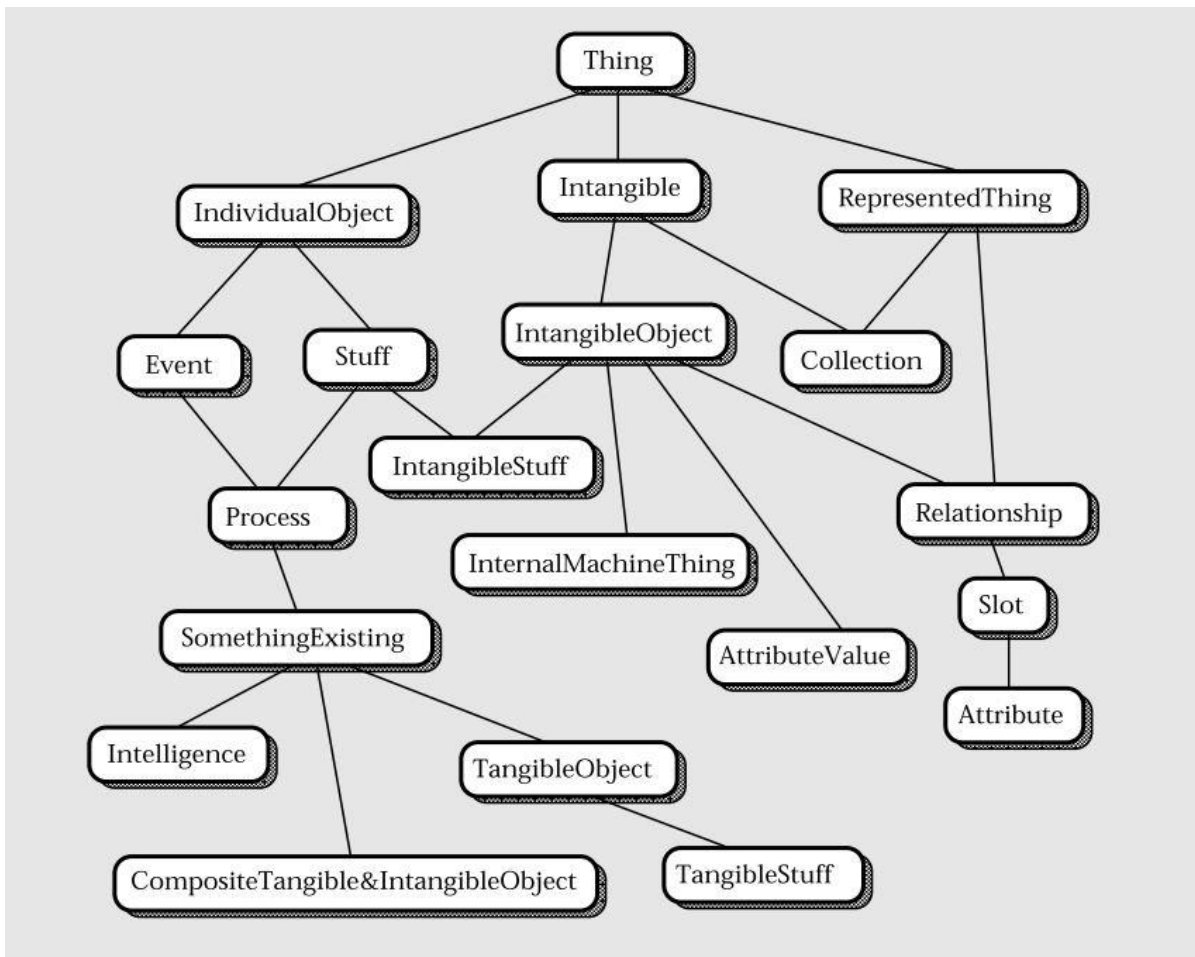 Thing
Intangible
RepresentedThing
IndividualObject
IntangibleObject
Event
Stuff
Collection
IntangibleStuff
Process
Relationship
InternalMachineThing
Slot
SomethingExisting
AttributeValue
Attribute
Intelligence
TangibleObject
CompositeTangible&IntangibleObject
TangibleStuff